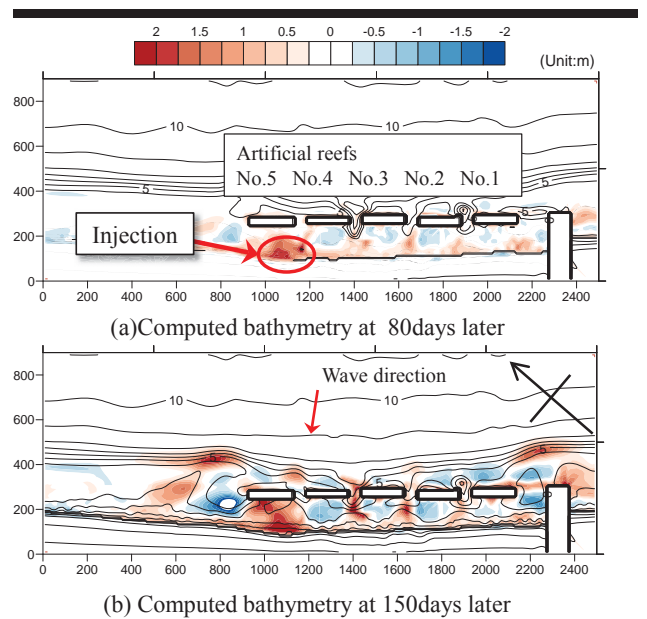 2 1.5 1 0.5 0 -0.5 -1 -1.5 -2
(Unit:m)
800
10 10
600
Artificial reefs
5 5
400
No.5 No.4 No.3 No.2 No.1
Injection
200
0
0 200 400 600 800 1000 1200 1400 1600 1800 2000 2200 2400
(a)Computed bathymetry at 80days later
800
Wave direction
10 10
600
5 5
400
5
200
0
0 200 400 600 800 1000 1200 1400 1600 1800 2000 2200 2400
(b) Computed bathymetry at 150days later